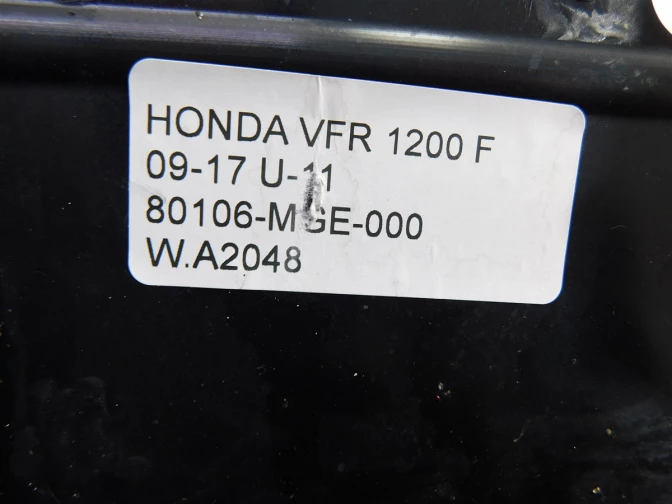 HONDA VFR 1200 F
09-17 U-11
80106-MGE-000
W.A2048